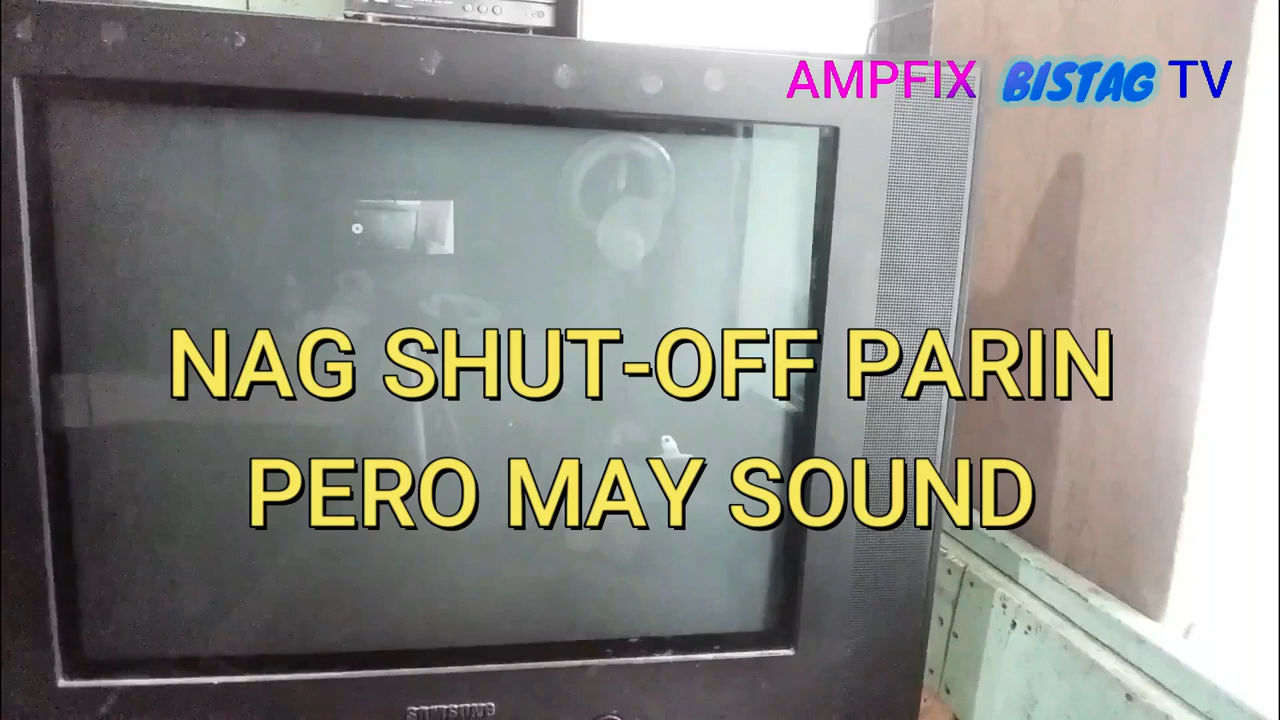 AMPFIX BISTAG TV
NAG SHUT-OFF PARIN
PERO MAY SOUND
SAMSUNG